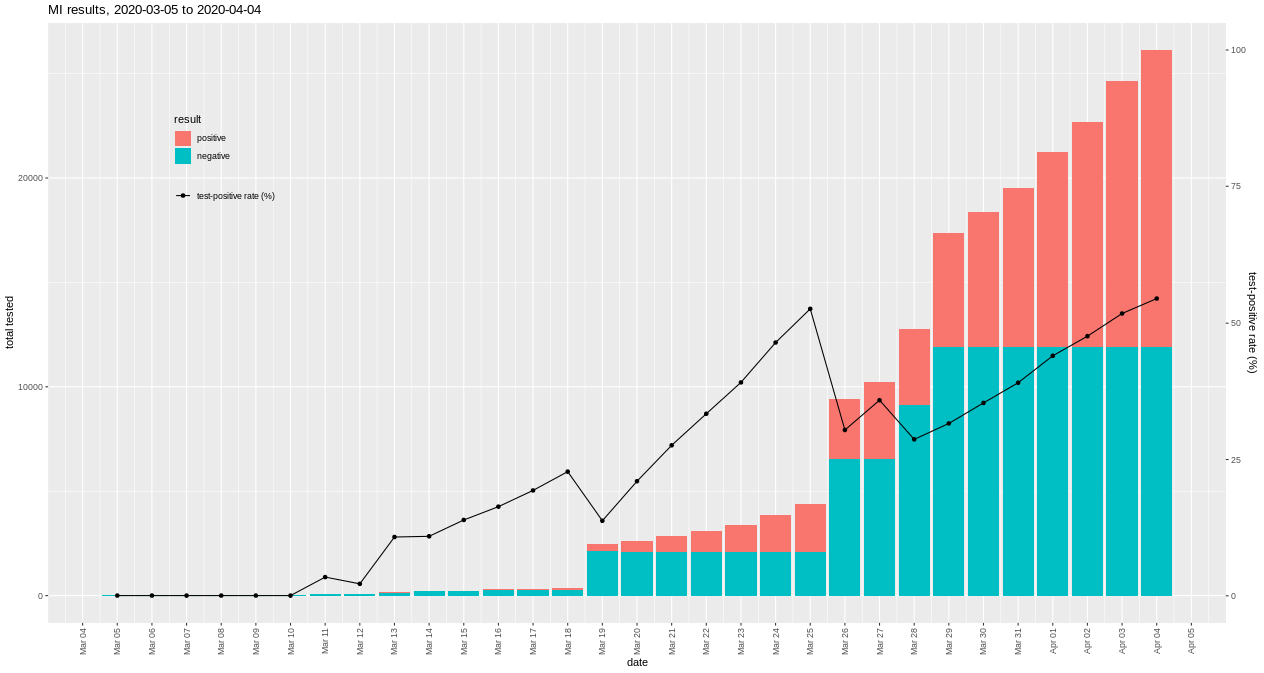 MI results, 2020-03-05 to 2020-04-04
result
positive
negative
test-positive rate (%)
total tested
20000
10000
0
100
75
50
25
0
test-positive rate (%)
Mar 04
Mar 05
Mar 06
Mar 07
Mar 08
Mar 09
Mar 10
Mar 11
Mar 12
Mar 13
Mar 14
Mar 15
Mar 16
Mar 17
Mar 18
Mar 19
Mar 20
Mar 21
Mar 22
Mar 23
Mar 24
Mar 25
Mar 26
Mar 27
Mar 28
Mar 29
Mar 30
Mar 31
Apr 01
Apr 02
Apr 03
Apr 04
Apr 05
date